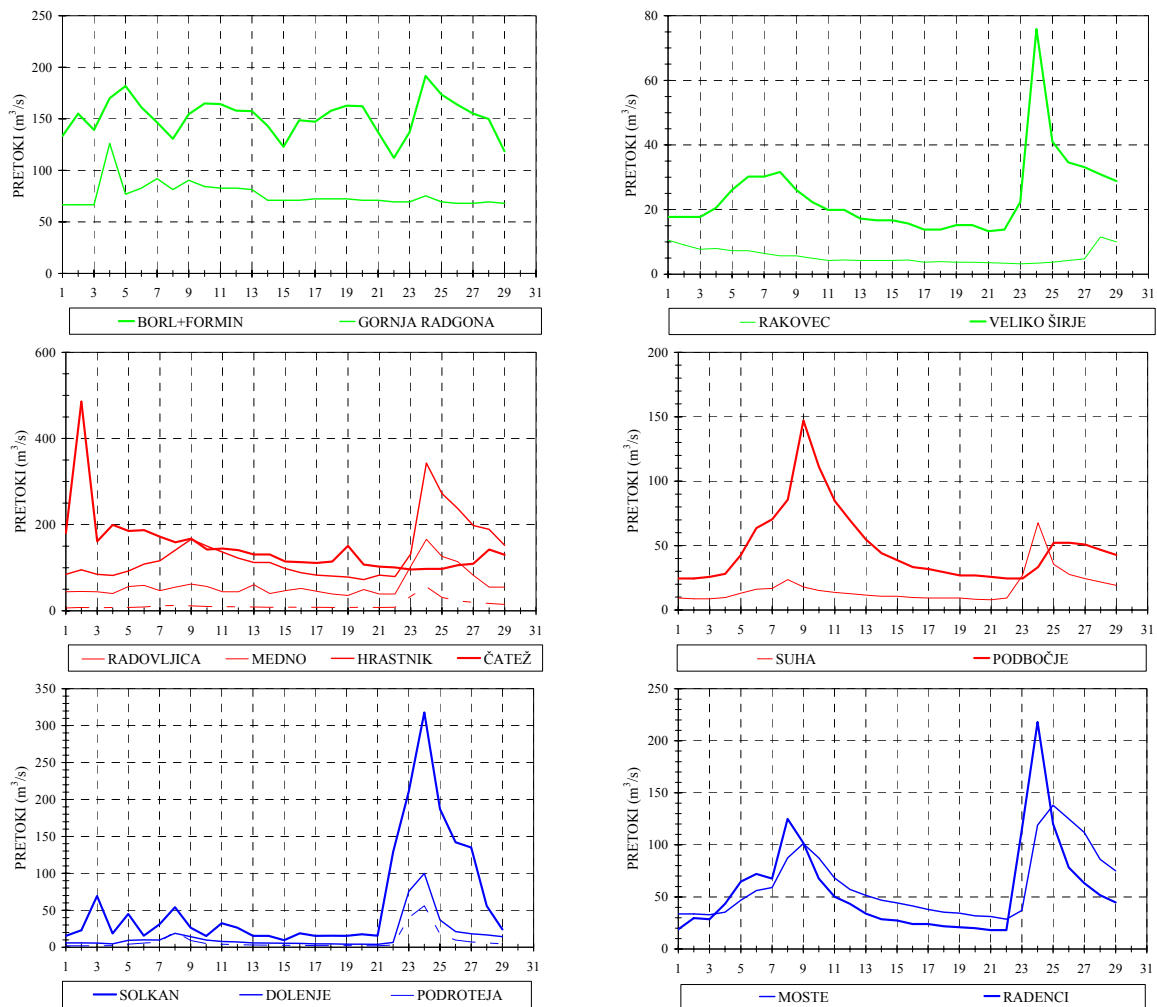 PRETOKI (m³/s)
250
200
150
100
50
0
1 3 5 7 9 11 13 15 17 19 21 23 25 27 29 31
BORL+FORMIN GORNJA RADGONA
PRETOKI (m³/s)
80
60
40
20
0
1 3 5 7 9 11 13 15 17 19 21 23 25 27 29 31
RAKOVEC VELIKO ŠIRJE
PRETOKI (m³/s)
600
400
200
0
1 3 5 7 9 11 13 15 17 19 21 23 25 27 29 31
RADOVLJICA MEDNO HRASTNIK ČATEŽ
PRETOKI (m³/s)
200
150
100
50
0
1 3 5 7 9 11 13 15 17 19 21 23 25 27 29 31
SUHA PODBOČJE
PRETOKI (m³/s)
350
300
250
200
150
100
50
0
1 3 5 7 9 11 13 15 17 19 21 23 25 27 29 31
SOLKAN DOLENJE PODROTEJA
PRETOKI (m³/s)
250
200
150
100
50
0
1 3 5 7 9 11 13 15 17 19 21 23 25 27 29 31
MOSTE RADENCI